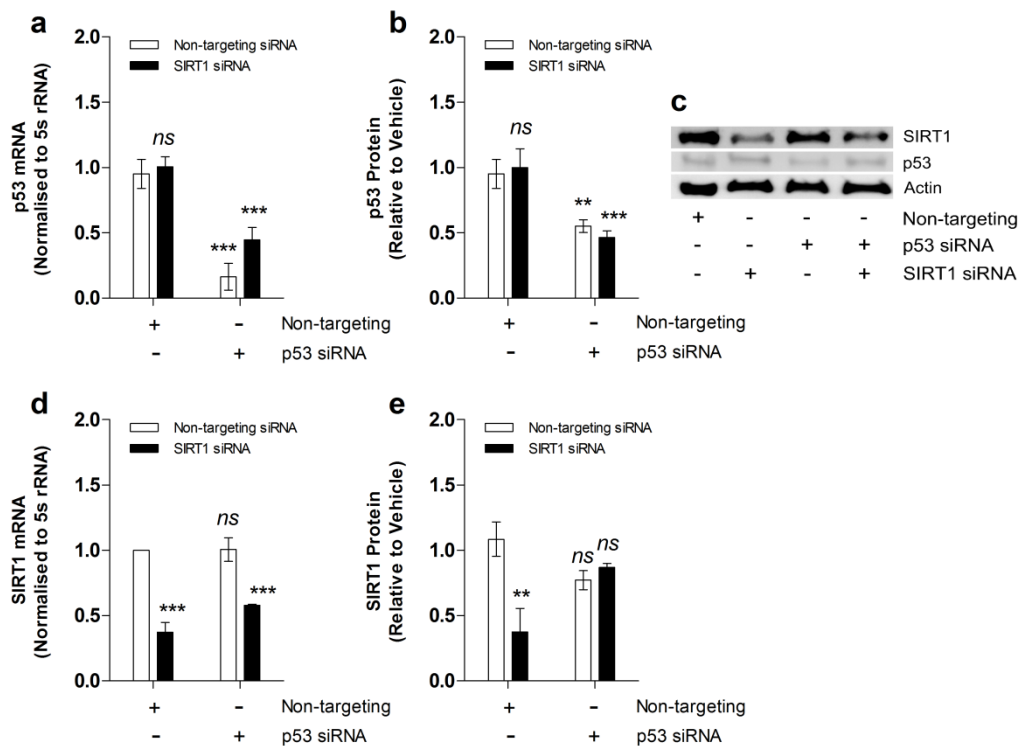 a
Non-targeting siRNA
SIRT1 siRNA
p53 mRNA
(Normalised to 5s rRNA)
2.0
1.5
1.0
0.5
0.0
ns
***
***
+ - Non-targeting
- + p53 siRNA
b
Non-targeting siRNA
SIRT1 siRNA
p53 Protein
(Relative to Vehicle)
2.0
1.5
1.0
0.5
0.0
ns
**
***
+ - Non-targeting
- + p53 siRNA
c
SIRT1
p53
Actin
+ - - - Non-targeting
- - + + p53 siRNA
- + - + SIRT1 siRNA
d
Non-targeting siRNA
SIRT1 siRNA
SIRT1 mRNA
(Normalised to 5s rRNA)
2.0
1.5
1.0
0.5
0.0
***
ns
***
+ - Non-targeting
- + p53 siRNA
e
Non-targeting siRNA
SIRT1 siRNA
SIRT1 Protein
(Relative to Vehicle)
2.0
1.5
1.0
0.5
0.0
**
ns
ns
+ - Non-targeting
- + p53 siRNA